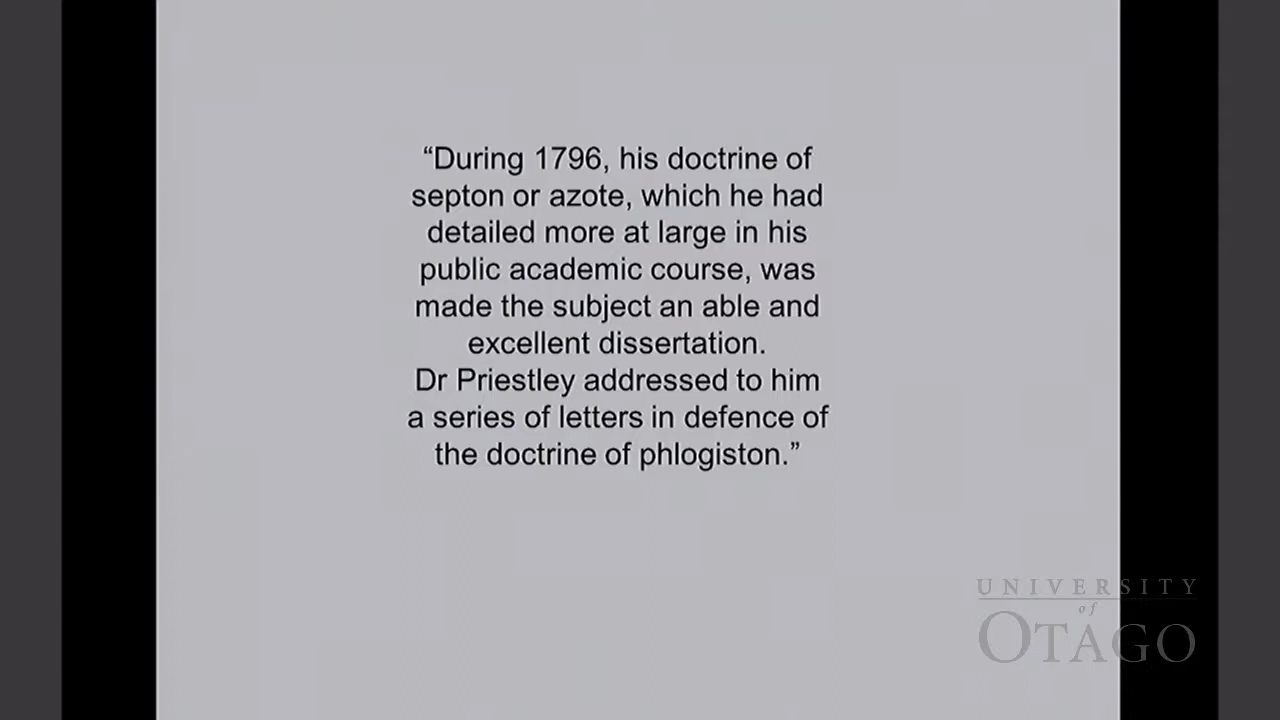 “During 1796, his doctrine of
septon or azote, which he had
detailed more at large in his
public academic course, was
made the subject an able and
excellent dissertation.
Dr Priestley addressed to him
a series of letters in defence of
the doctrine of phlogiston.”
UNIVERSITY
of
OTAGO